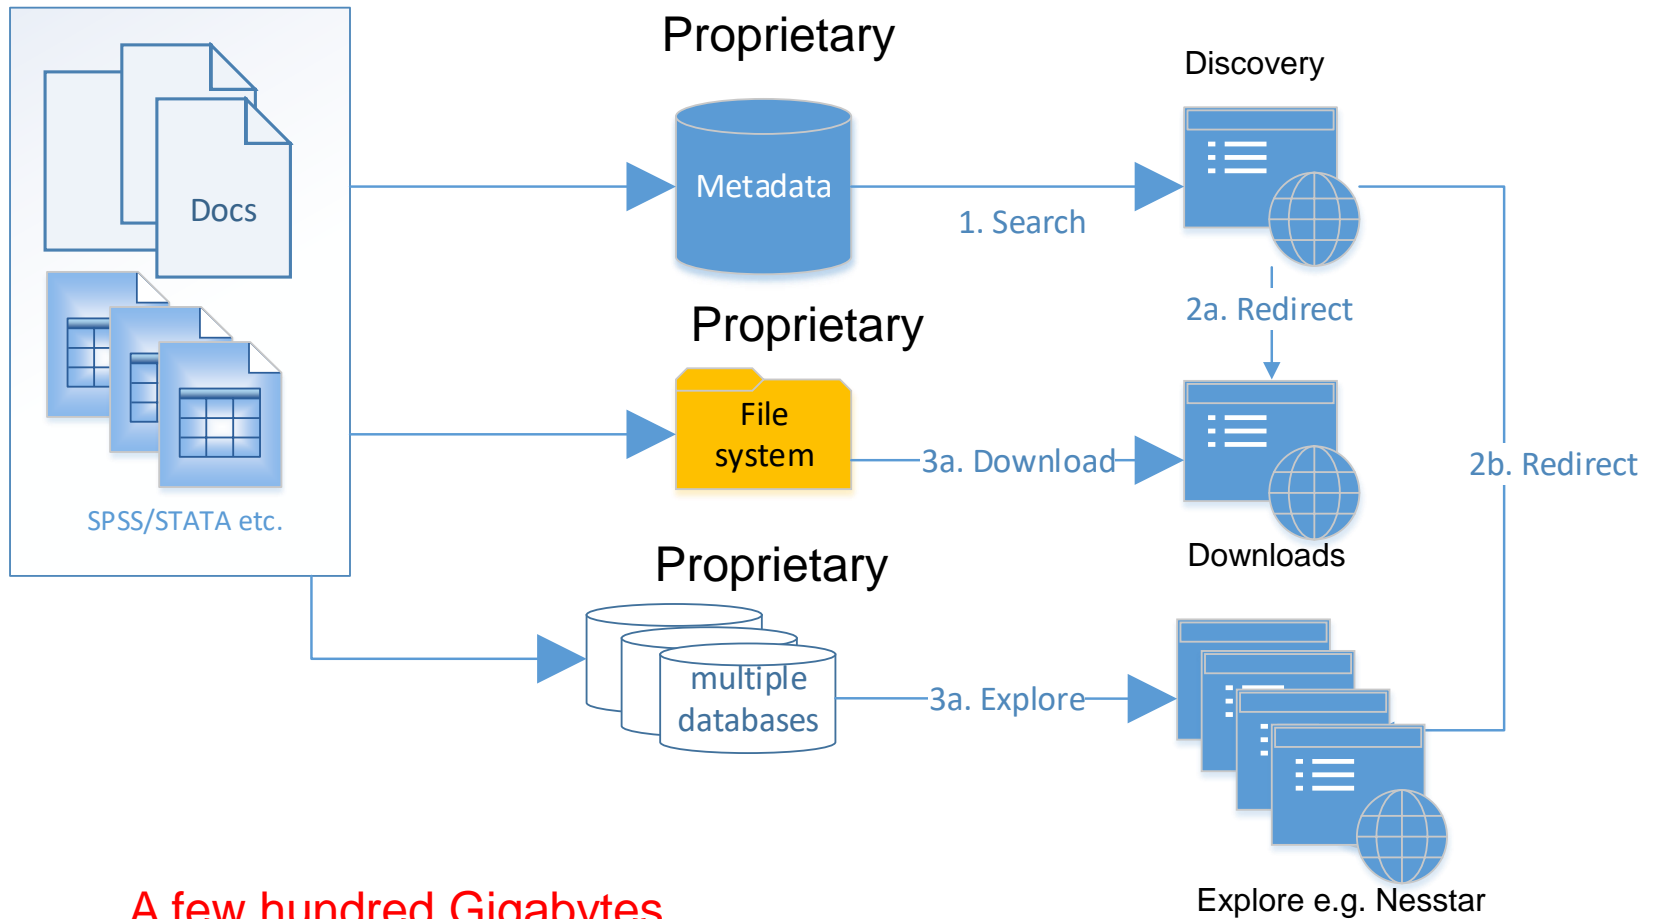 Proprietary
Discovery
Docs
Metadata
1. Search
2a. Redirect
Proprietary
File
system
3a. Download
2b. Redirect
SPSS/STATA etc.
Downloads
Proprietary
multiple
databases
3a. Explore
A few hundred Gigabytes
Explore e.g. Nesstar